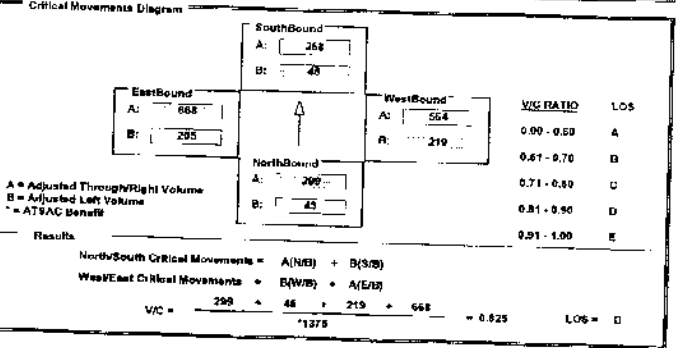 Critical Movements Diagram
SouthBound
A: 268
B: 48
EastBound
A: 668
B: 205
WestBound
A: 564
B: 219
NorthBound
A: 299
B: 45
V/C RATIO LOS
0.00 - 0.60 A
0.61 - 0.70 B
0.71 - 0.80 C
0.81 - 0.90 D
0.91 - 1.00 E
A = Adjusted Through/Right Volume
B = Adjusted Left Volume
* = ATSAC Benefit
Results
North/South Critical Movements = A(N/B) + B(S/B)
West/East Critical Movements = B(W/B) + A(E/B)
V/C = 299 + 48 + 219 + 668 = 0.825 LOS = D
*1375